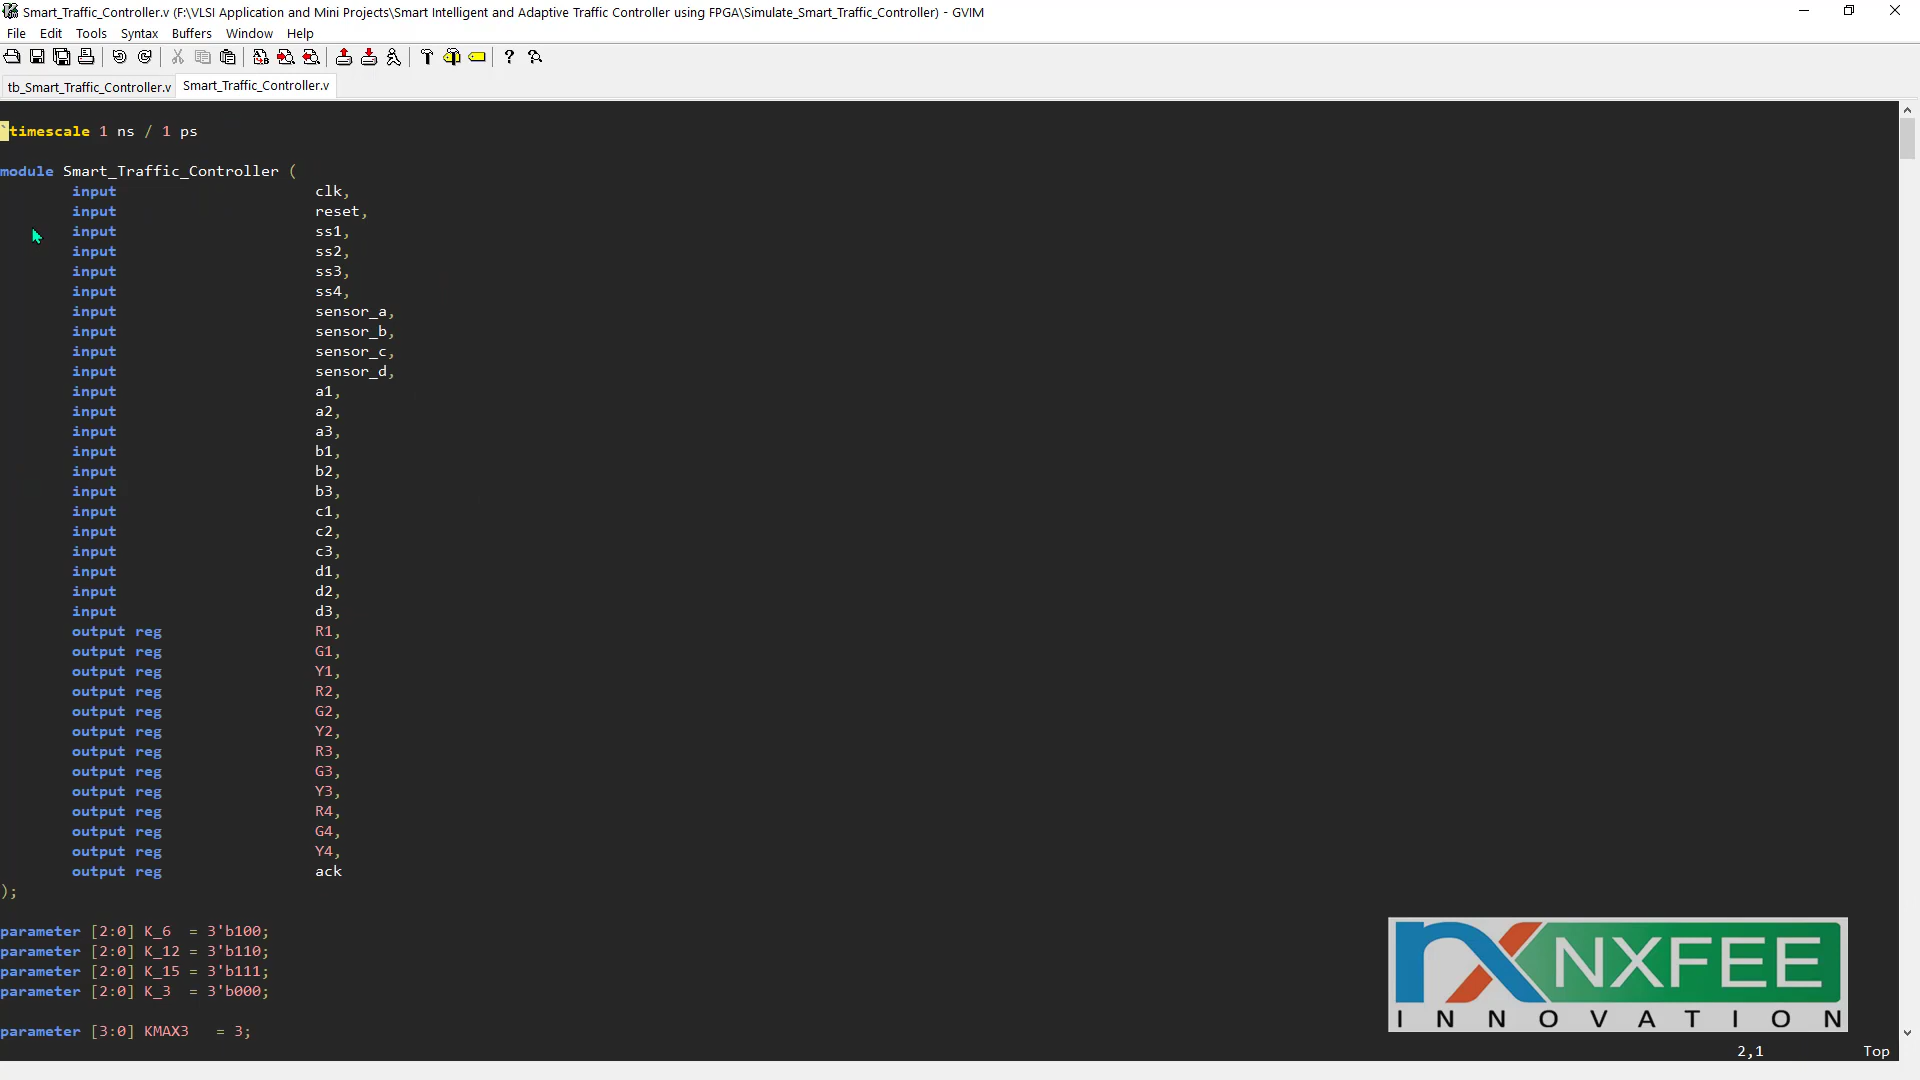 Smart_Traffic_Controller.v (F:\VLSI Application and Mini Projects\Smart Intelligent and Adaptive Traffic Controller using FPGA\Simulate_Smart_Traffic_Controller) - GVIM
File Edit Tools Syntax Buffers Window Help
tb_Smart_Traffic_Controller.v Smart_Traffic_Controller.v
`timescale 1 ns / 1 ps
module Smart_Traffic_Controller (
input clk,
input reset,
input ss1,
input ss2,
input ss3,
input ss4,
input sensor_a,
input sensor_b,
input sensor_c,
input sensor_d,
input a1,
input a2,
input a3,
input b1,
input b2,
input b3,
input c1,
input c2,
input c3,
input d1,
input d2,
input d3,
output reg R1,
output reg G1,
output reg Y1,
output reg R2,
output reg G2,
output reg Y2,
output reg R3,
output reg G3,
output reg Y3,
output reg R4,
output reg G4,
output reg Y4,
output reg ack
);
parameter [2:0] K_6 = 3'b100;
parameter [2:0] K_12 = 3'b110;
parameter [2:0] K_15 = 3'b111;
parameter [2:0] K_3 = 3'b000;
parameter [3:0] KMAX3 = 3;
NXFEE
INNOVATION
2,1 Top